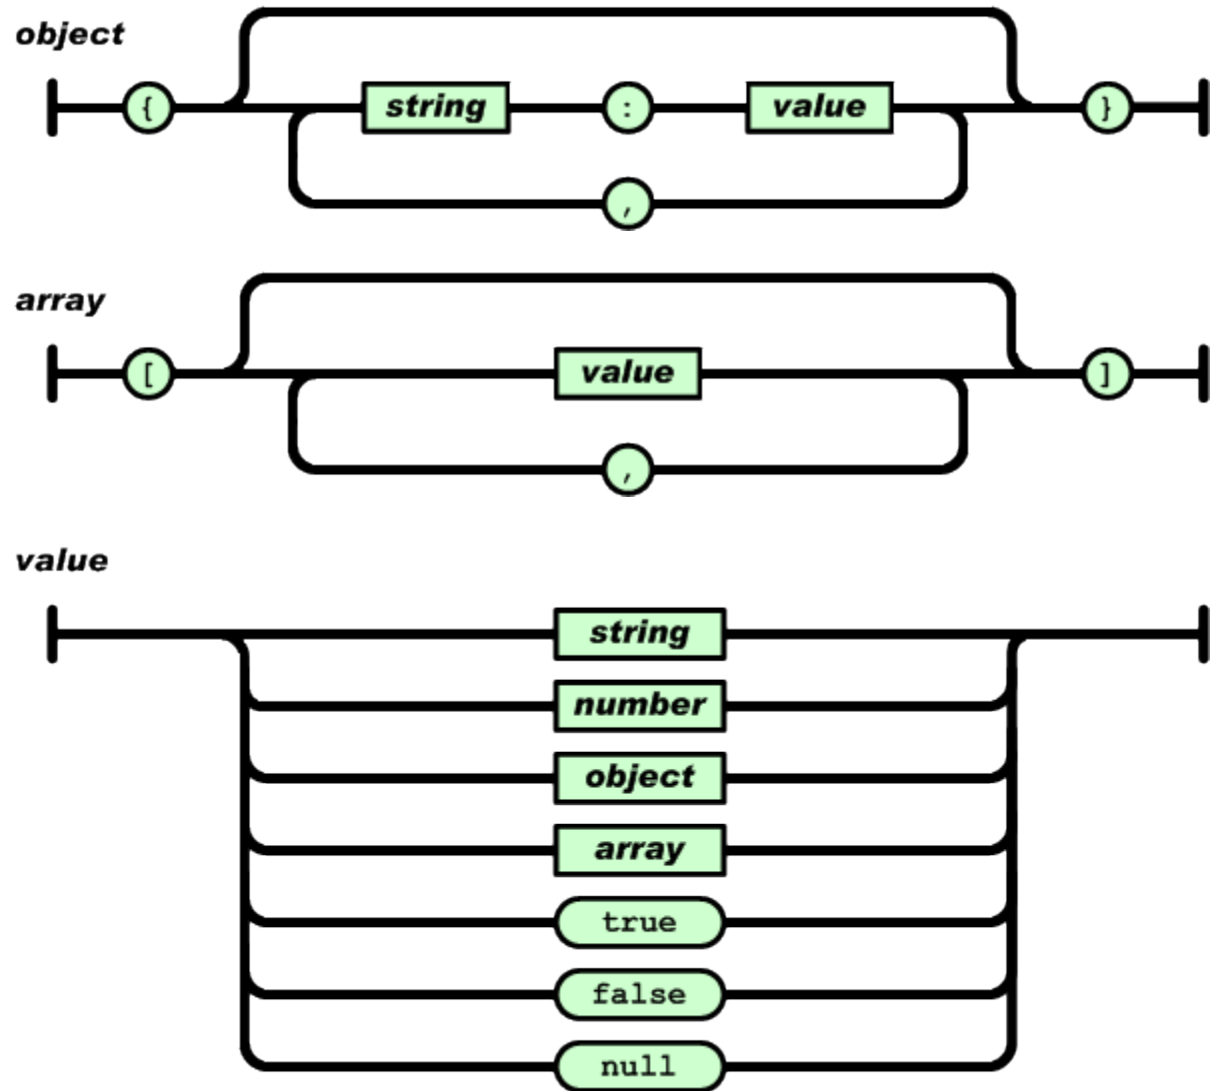 object
{ string : value }
,
array
[ value ]
,
value
string
number
object
array
true
false
null